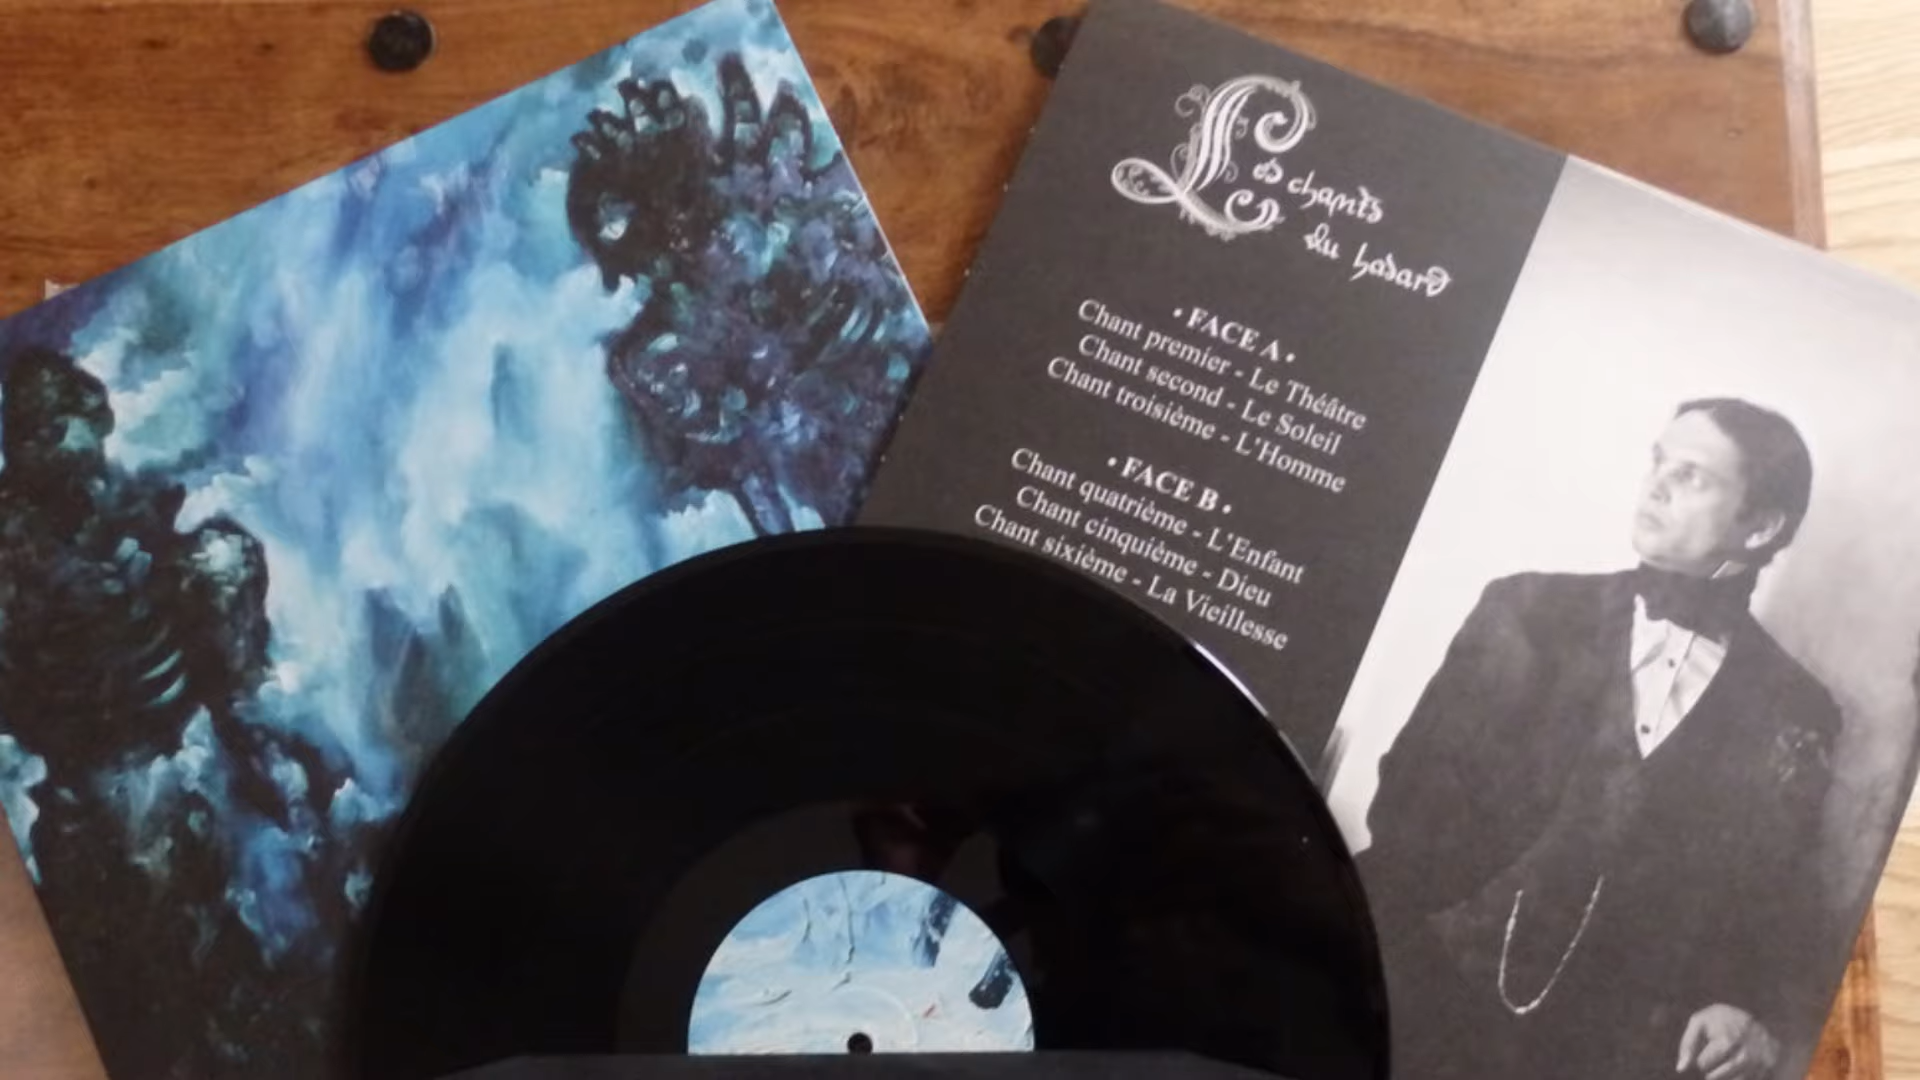 Les chants
du hasard
• FACE A •
Chant premier - Le Théâtre
Chant second - Le Soleil
Chant troisième - L'Homme
• FACE B •
Chant quatrième - L'Enfant
Chant cinquième - Dieu
Chant sixième - La Vieillesse